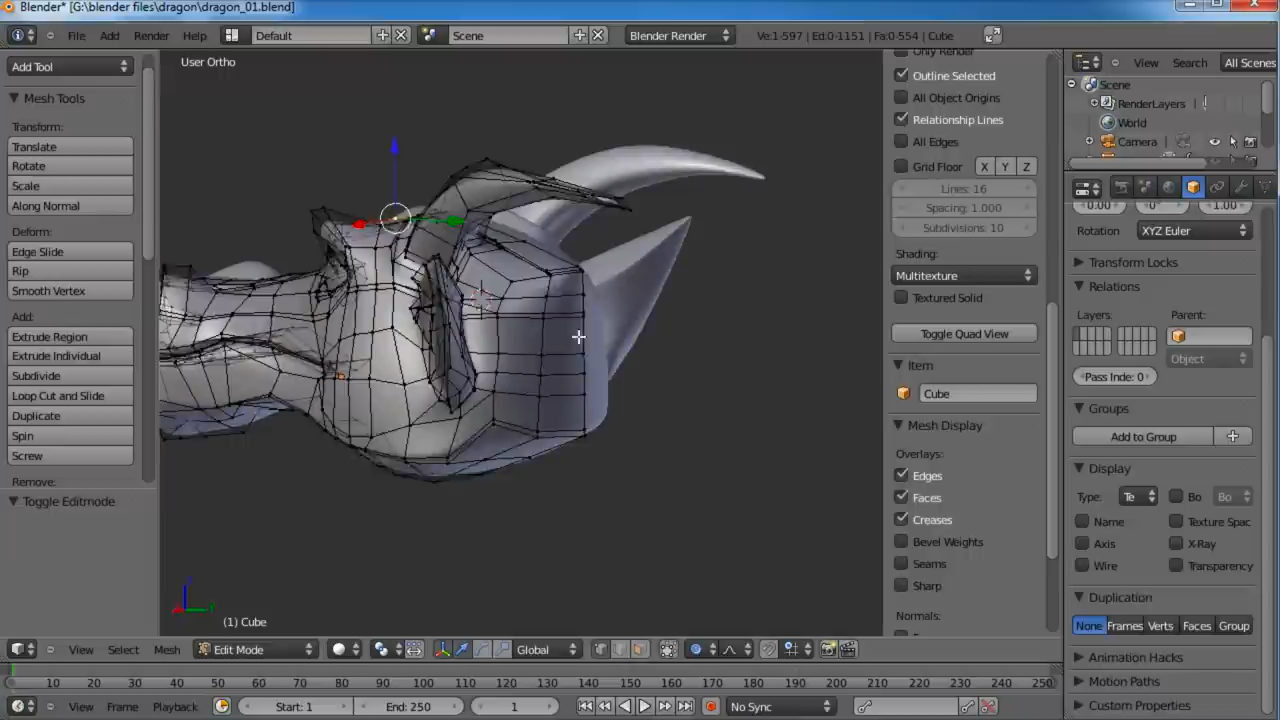 Blender* [G:\blender files\dragon\dragon_01.blend]
File Add Render Help Default Scene Blender Render Ve:1-597 | Ed:0-1151 | Fa:0-554 | Cube
Add Tool
Mesh Tools
Transform:
Translate
Rotate
Scale
Along Normal
Deform:
Edge Slide
Rip
Smooth Vertex
Add:
Extrude Region
Extrude Individual
Subdivide
Loop Cut and Slide
Duplicate
Spin
Screw
Remove:
Toggle Editmode
User Ortho
(1) Cube
Only Render
Outline Selected
All Object Origins
Relationship Lines
All Edges
Grid Floor X Y Z
Lines: 16
Spacing: 1.000
Subdivisions: 10
Shading:
Multitexture
Textured Solid
Toggle Quad View
Item
Cube
Mesh Display
Overlays:
Edges
Faces
Creases
Bevel Weights
Seams
Sharp
Normals:
View Search All Scenes
Scene
RenderLayers
World
Camera
0.00 0° 1.00
Rotation XYZ Euler
Transform Locks
Relations
Layers: Parent:
Object
Pass Inde: 0
Groups
Add to Group
Display
Type: Te Bo Bo
Name Texture Spac
Axis X-Ray
Wire Transparency
Duplication
None Frames Verts Faces Group
Animation Hacks
Motion Paths
Custom Properties
View Select Mesh Edit Mode Global
10 20 30 40 50 60 70 80 90 100 110 120 130 140 150 160 170 180 190 200 210 220 230 240 250
View Frame Playback Start: 1 End: 250 1 No Sync